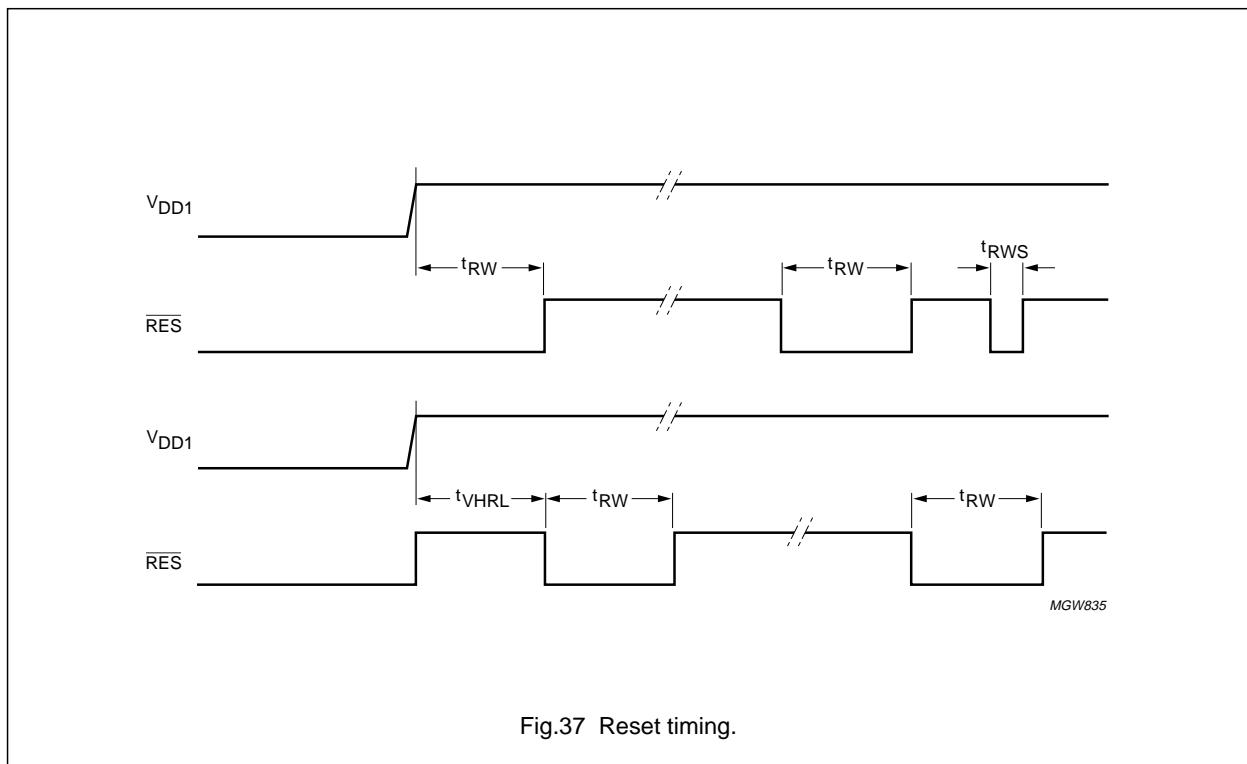 VDD1
tRW
tRW
tRWS
RES
VDD1
tVHRL
tRW
tRW
RES
MGW835
Fig.37 Reset timing.